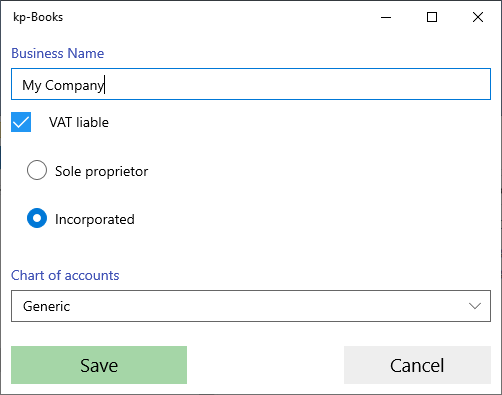 kp-Books
Business Name
My Company
VAT liable
Sole proprietor
Incorporated
Chart of accounts
Generic
Save
Cancel